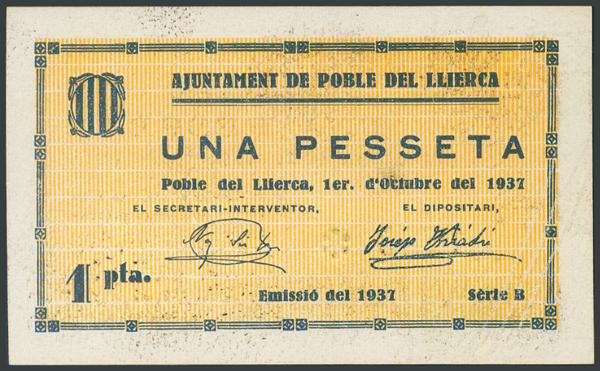 AJUNTAMENT DE POBLE DEL LLIERCA
UNA PESSETA
Poble del Llierca, 1er. d'Octubre del 1937
EL SECRETARI-INTERVENTOR, EL DIPOSITARI,
Josép
1 pta.
Emissió del 1937 Sèrie B